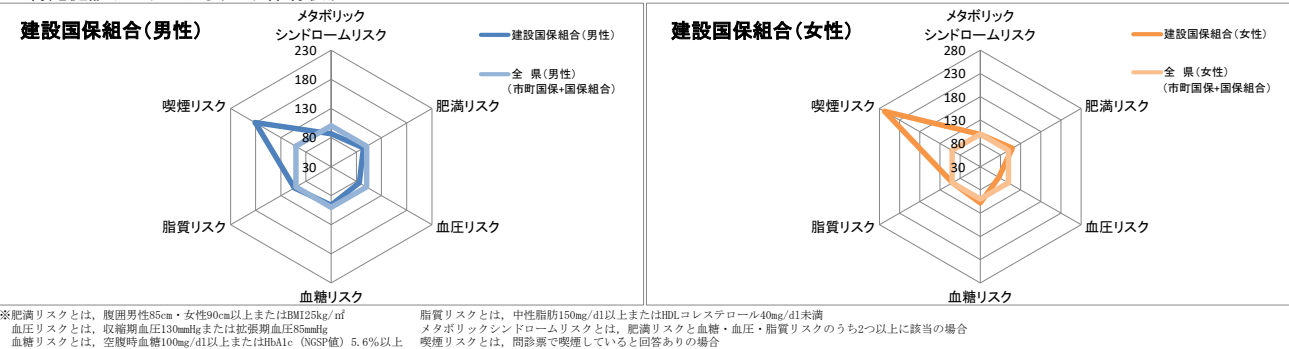 建設国保組合(男性)
メタボリック
シンドロームリスク
230
180
130
80
30
肥満リスク
血圧リスク
血糖リスク
脂質リスク
喫煙リスク
建設国保組合(男性)
全 県(男性)
(市町国保+国保組合)
建設国保組合(女性)
メタボリック
シンドロームリスク
280
230
180
130
80
30
肥満リスク
血圧リスク
血糖リスク
脂質リスク
喫煙リスク
建設国保組合(女性)
全 県(女性)
(市町国保+国保組合)
※肥満リスクとは，腹囲男性85cm・女性90cm以上またはBMI25kg/㎡
血圧リスクとは，収縮期血圧130mmHgまたは拡張期血圧85mmHg
血糖リスクとは，空腹時血糖100mg/dl以上またはHbA1c（NGSP値）5.6%以上
脂質リスクとは，中性脂肪150mg/dl以上またはHDLコレステロール40mg/dl未満
メタボリックシンドロームリスクとは，肥満リスクと血糖・血圧・脂質リスクのうち2つ以上に該当の場合
喫煙リスクとは，問診票で喫煙していると回答ありの場合